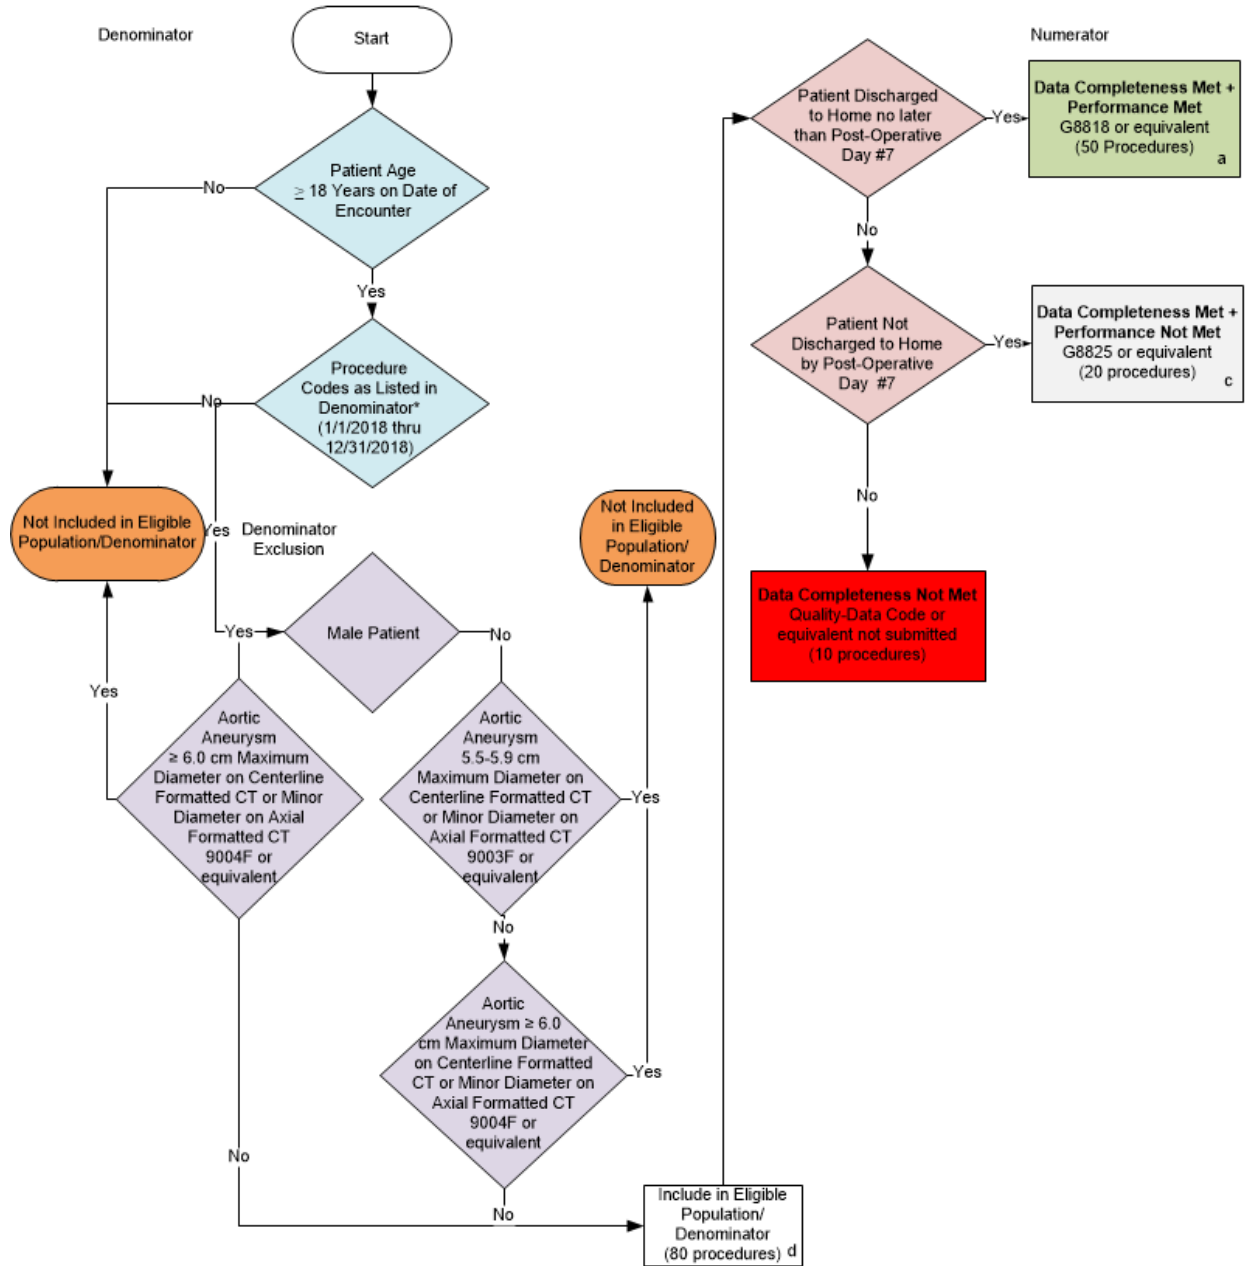 Denominator
Start
Patient Age
≥ 18 Years on Date of
Encounter
No
Yes
Procedure
Codes as Listed in
Denominator*
(1/1/2018 thru
12/31/2018)
No
Not Included in Eligible
Population/Denominator
Yes
Denominator
Exclusion
Male Patient
Yes
No
Yes
Aortic
Aneurysm
≥ 6.0 cm Maximum
Diameter on Centerline
Formatted CT or Minor
Diameter on Axial
Formatted CT
9004F or
equivalent
No
Aortic
Aneurysm
5.5-5.9 cm
Maximum Diameter on
Centerline Formatted CT
or Minor Diameter on
Axial Formatted CT
9003F or
equivalent
Yes
No
Not Included
in Eligible
Population/
Denominator
Aortic
Aneurysm ≥ 6.0
cm Maximum Diameter
on Centerline Formatted
CT or Minor Diameter on
Axial Formatted CT
9004F or
equivalent
Yes
No
Include in Eligible
Population/
Denominator
(80 procedures) d
Numerator
Patient Discharged
to Home no later
than Post-Operative
Day #7
Yes
Data Completeness Met +
Performance Met
G8818 or equivalent
(50 Procedures)
a
No
Patient Not
Discharged to Home
by Post-Operative
Day #7
Yes
Data Completeness Met +
Performance Not Met
G8825 or equivalent
(20 procedures)
c
No
Data Completeness Not Met
Quality-Data Code or
equivalent not submitted
(10 procedures)